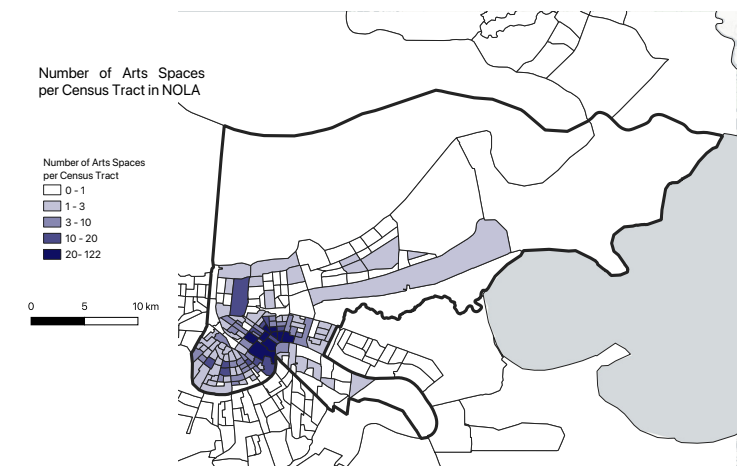 Number of Arts Spaces
per Census Tract in NOLA
Number of Arts Spaces
per Census Tract
0 - 1
1 - 3
3 - 10
10 - 20
20- 122
0 5 10 km